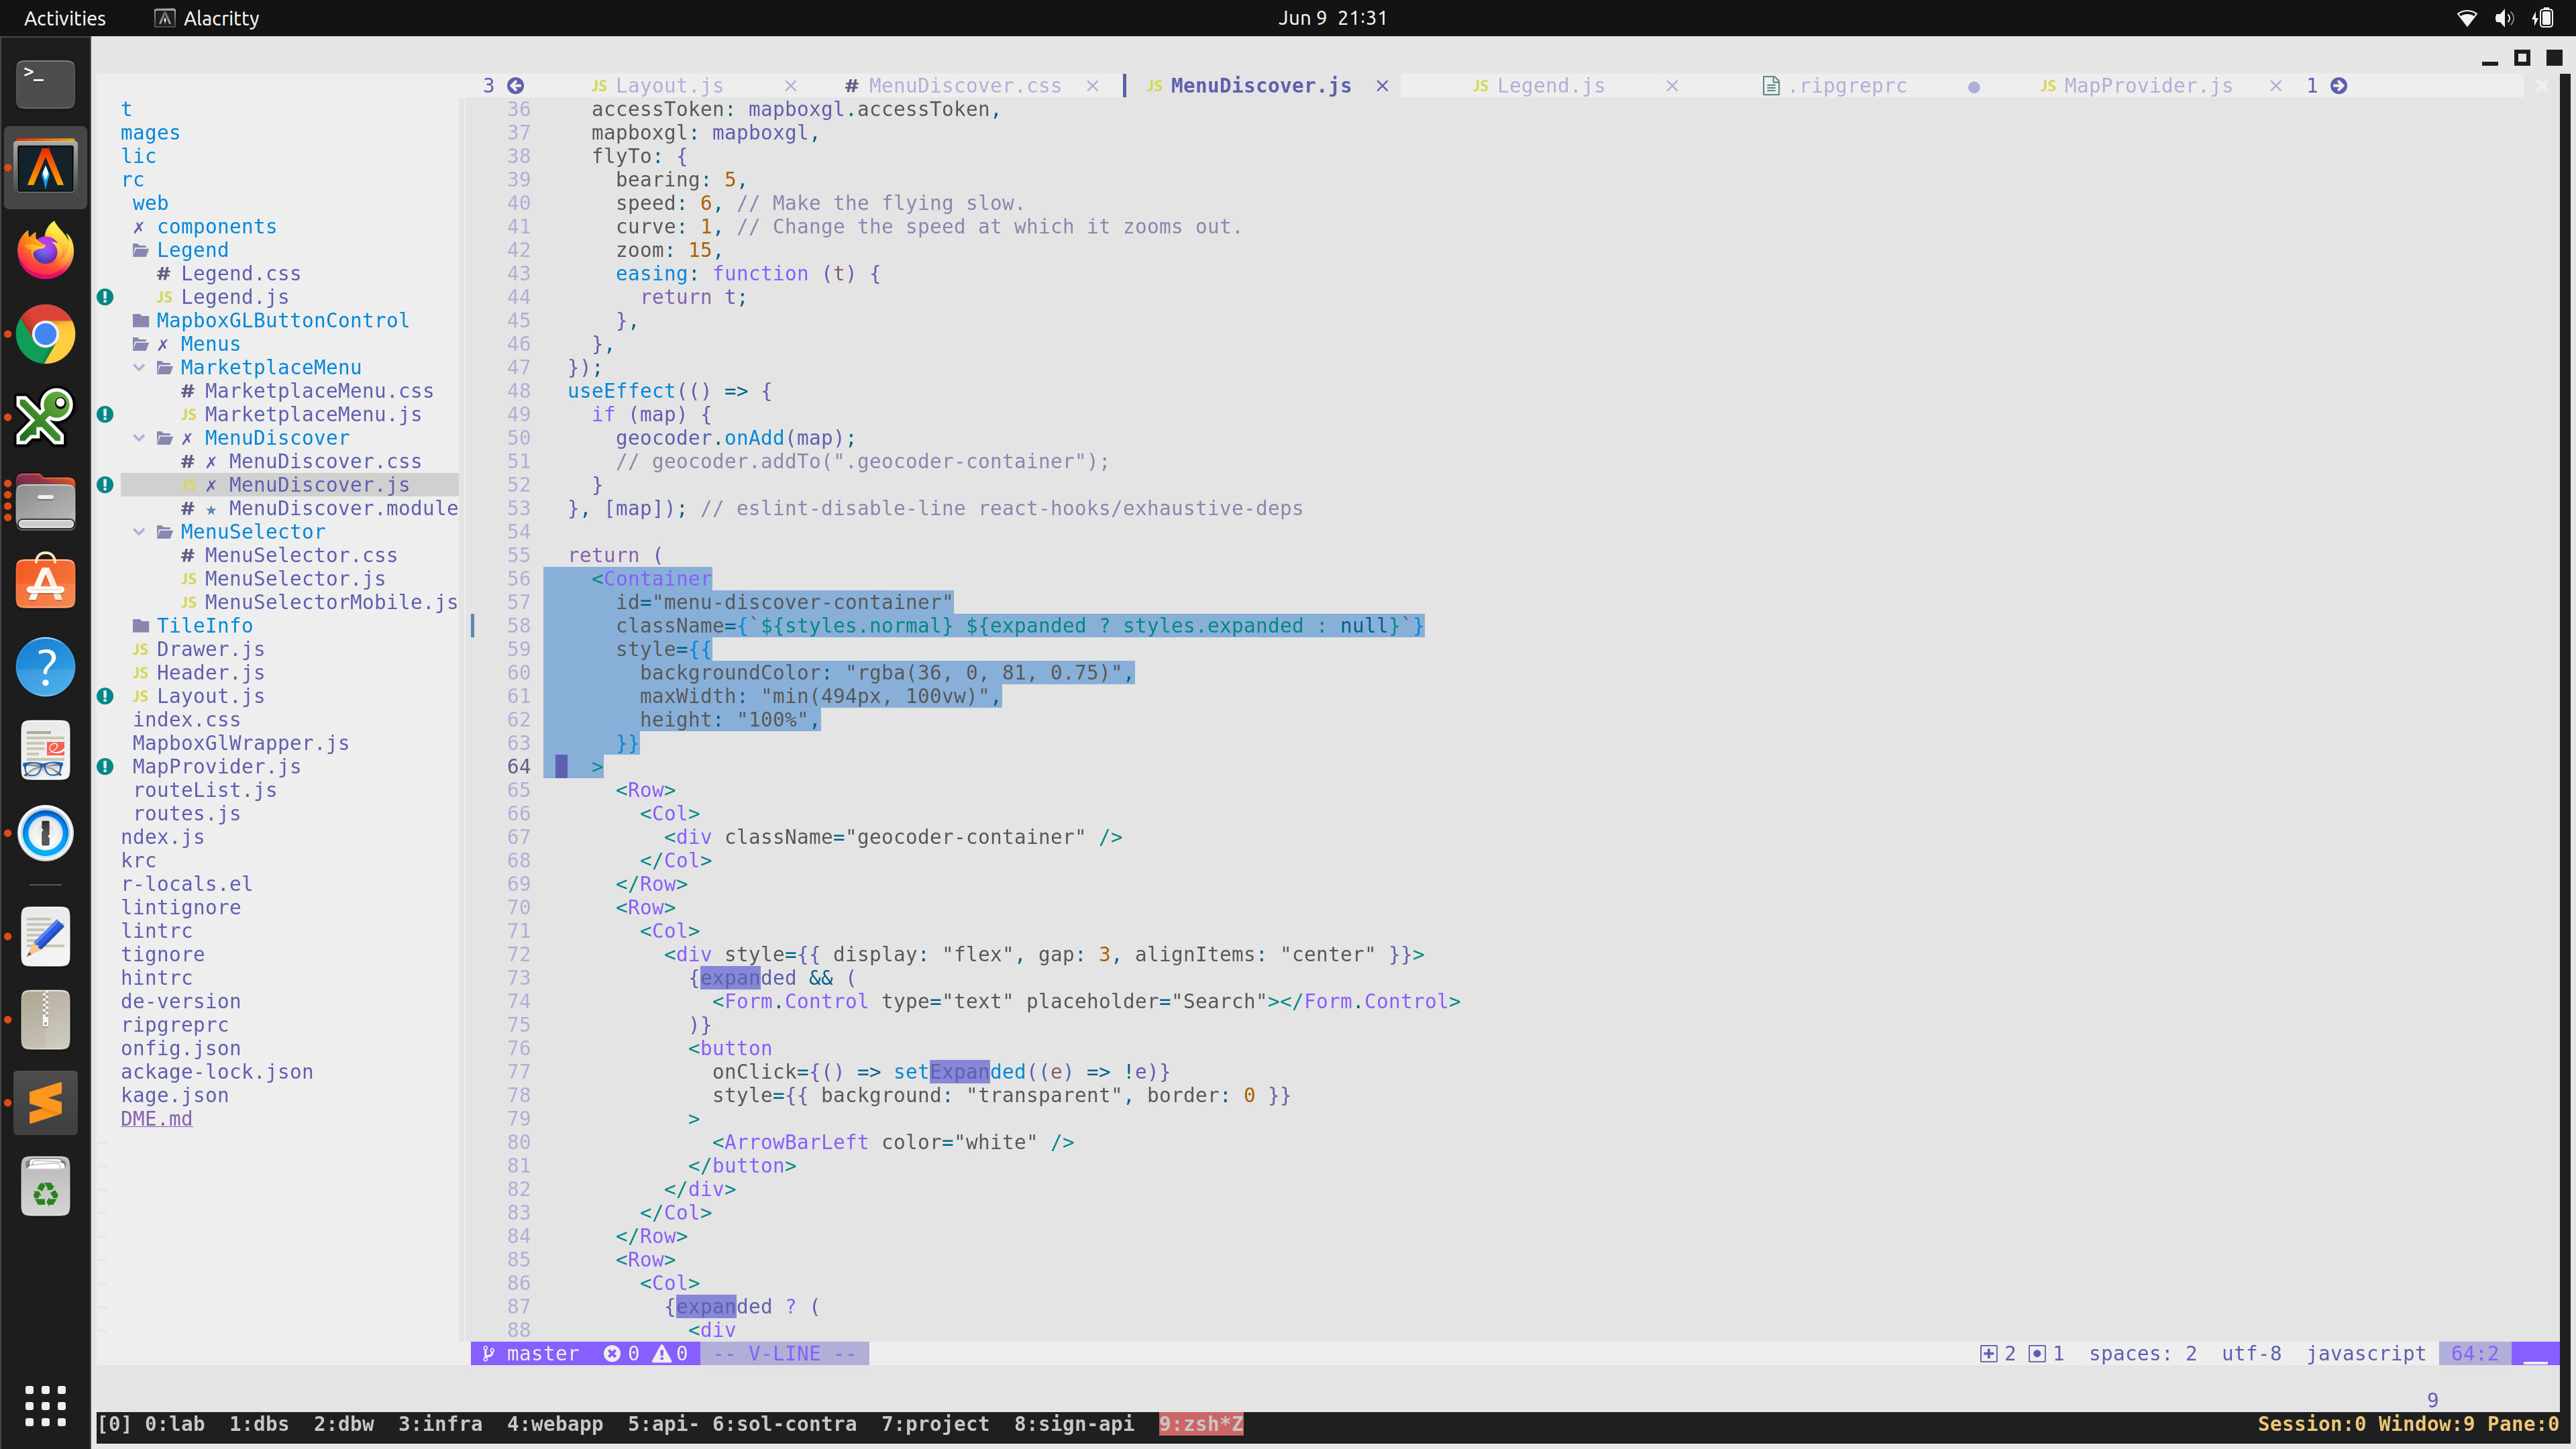 Activities Alacritty Jun 9 21:31
3 JS Layout.js × # MenuDiscover.css × JS MenuDiscover.js × JS Legend.js × .ripgreprc ● JS MapProvider.js × 1
t
mages
lic
rc
web
✗ components
Legend
# Legend.css
JS Legend.js
MapboxGLButtonControl
✗ Menus
MarketplaceMenu
# MarketplaceMenu.css
JS MarketplaceMenu.js
✗ MenuDiscover
# ✗ MenuDiscover.css
JS ✗ MenuDiscover.js
# ★ MenuDiscover.module
MenuSelector
# MenuSelector.css
JS MenuSelector.js
JS MenuSelectorMobile.js
TileInfo
JS Drawer.js
JS Header.js
JS Layout.js
index.css
MapboxGlWrapper.js
MapProvider.js
routeList.js
routes.js
ndex.js
krc
r-locals.el
lintignore
lintrc
tignore
hintrc
de-version
ripgreprc
onfig.json
ackage-lock.json
kage.json
DME.md
36 accessToken: mapboxgl.accessToken,
37 mapboxgl: mapboxgl,
38 flyTo: {
39 bearing: 5,
40 speed: 6, // Make the flying slow.
41 curve: 1, // Change the speed at which it zooms out.
42 zoom: 15,
43 easing: function (t) {
44 return t;
45 },
46 },
47 });
48 useEffect(() => {
49 if (map) {
50 geocoder.onAdd(map);
51 // geocoder.addTo(".geocoder-container");
52 }
53 }, [map]); // eslint-disable-line react-hooks/exhaustive-deps
54
55 return (
56 <Container
57 id="menu-discover-container"
58 className={`${styles.normal} ${expanded ? styles.expanded : null}`}
59 style={{
60 backgroundColor: "rgba(36, 0, 81, 0.75)",
61 maxWidth: "min(494px, 100vw)",
62 height: "100%",
63 }}
64 >
65 <Row>
66 <Col>
67 <div className="geocoder-container" />
68 </Col>
69 </Row>
70 <Row>
71 <Col>
72 <div style={{ display: "flex", gap: 3, alignItems: "center" }}>
73 {expanded && (
74 <Form.Control type="text" placeholder="Search"></Form.Control>
75 )}
76 <button
77 onClick={() => setExpanded((e) => !e)}
78 style={{ background: "transparent", border: 0 }}
79 >
80 <ArrowBarLeft color="white" />
81 </button>
82 </div>
83 </Col>
84 </Row>
85 <Row>
86 <Col>
87 {expanded ? (
88 <div
master 0 0 -- V-LINE -- 2 1 spaces: 2 utf-8 javascript 64:2
9
[0] 0:lab 1:dbs 2:dbw 3:infra 4:webapp 5:api- 6:sol-contra 7:project 8:sign-api 9:zsh*Z Session:0 Window:9 Pane:0